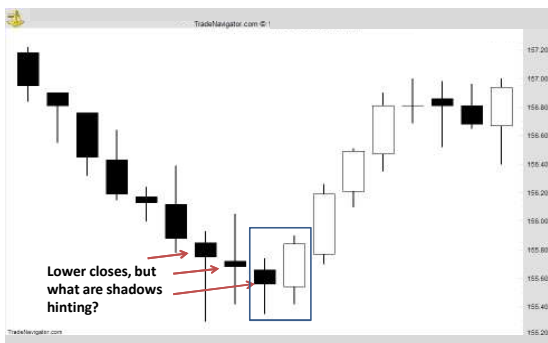 TradeNavigator.com © !
157.20
157.00
156.80
156.60
156.40
156.20
156.00
155.80
155.60
155.40
155.20
Lower closes, but
what are shadows
hinting?
TradeNavigator.com